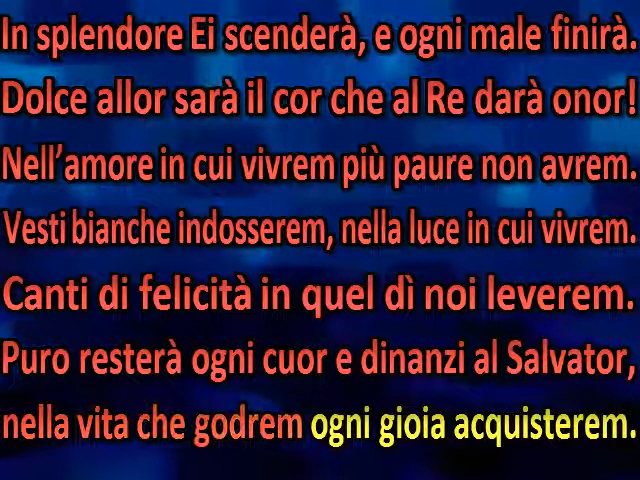 In splendore Ei scenderà, e ogni male finirà.
Dolce allor sarà il cor che al Re darà onor!
Nell’amore in cui vivrem più paure non avrem.
Vesti bianche indosserem, nella luce in cui vivrem.
Canti di felicità in quel dì noi leverem.
Puro resterà ogni cuor e dinanzi al Salvator,
nella vita che godrem ogni gioia acquisterem.